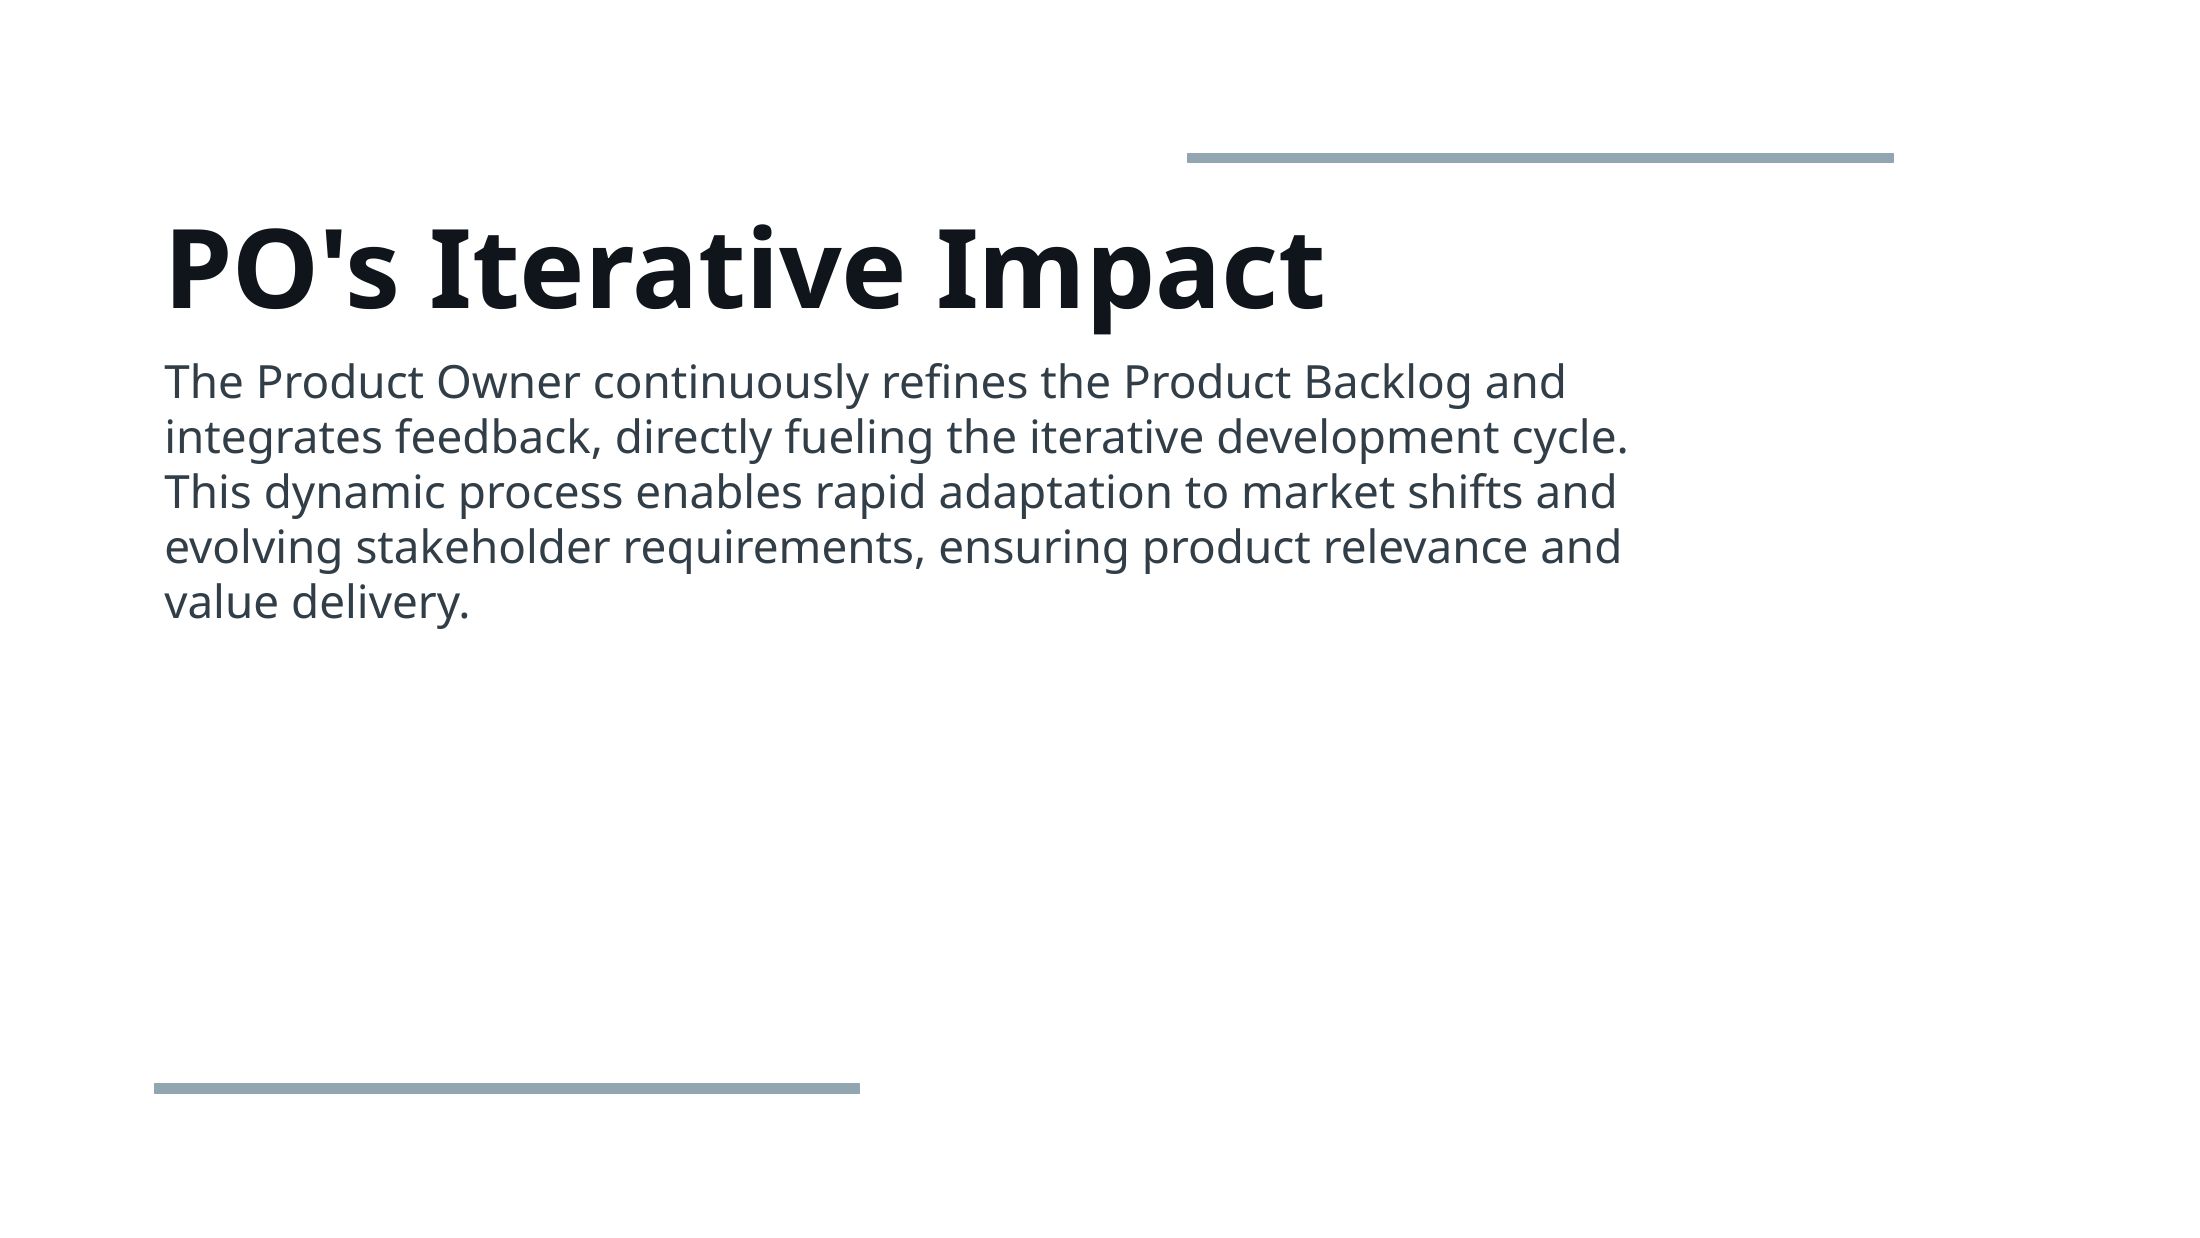 PO's Iterative Impact
The Product Owner continuously refines the Product Backlog and
integrates feedback, directly fueling the iterative development cycle.
This dynamic process enables rapid adaptation to market shifts and
evolving stakeholder requirements, ensuring product relevance and
value delivery.